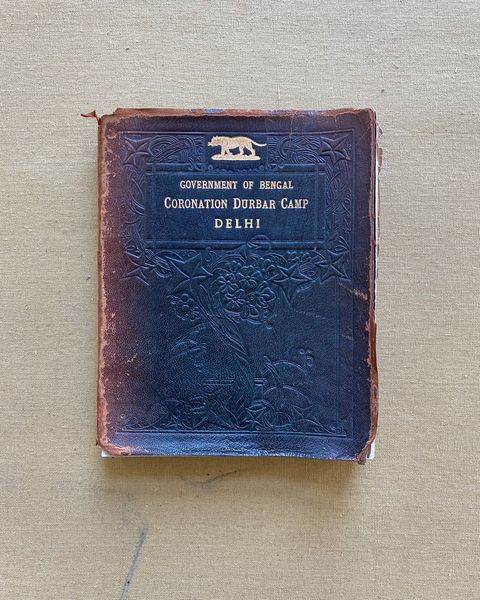 GOVERNMENT OF BENGAL
CORONATION DURBAR CAMP
DELHI